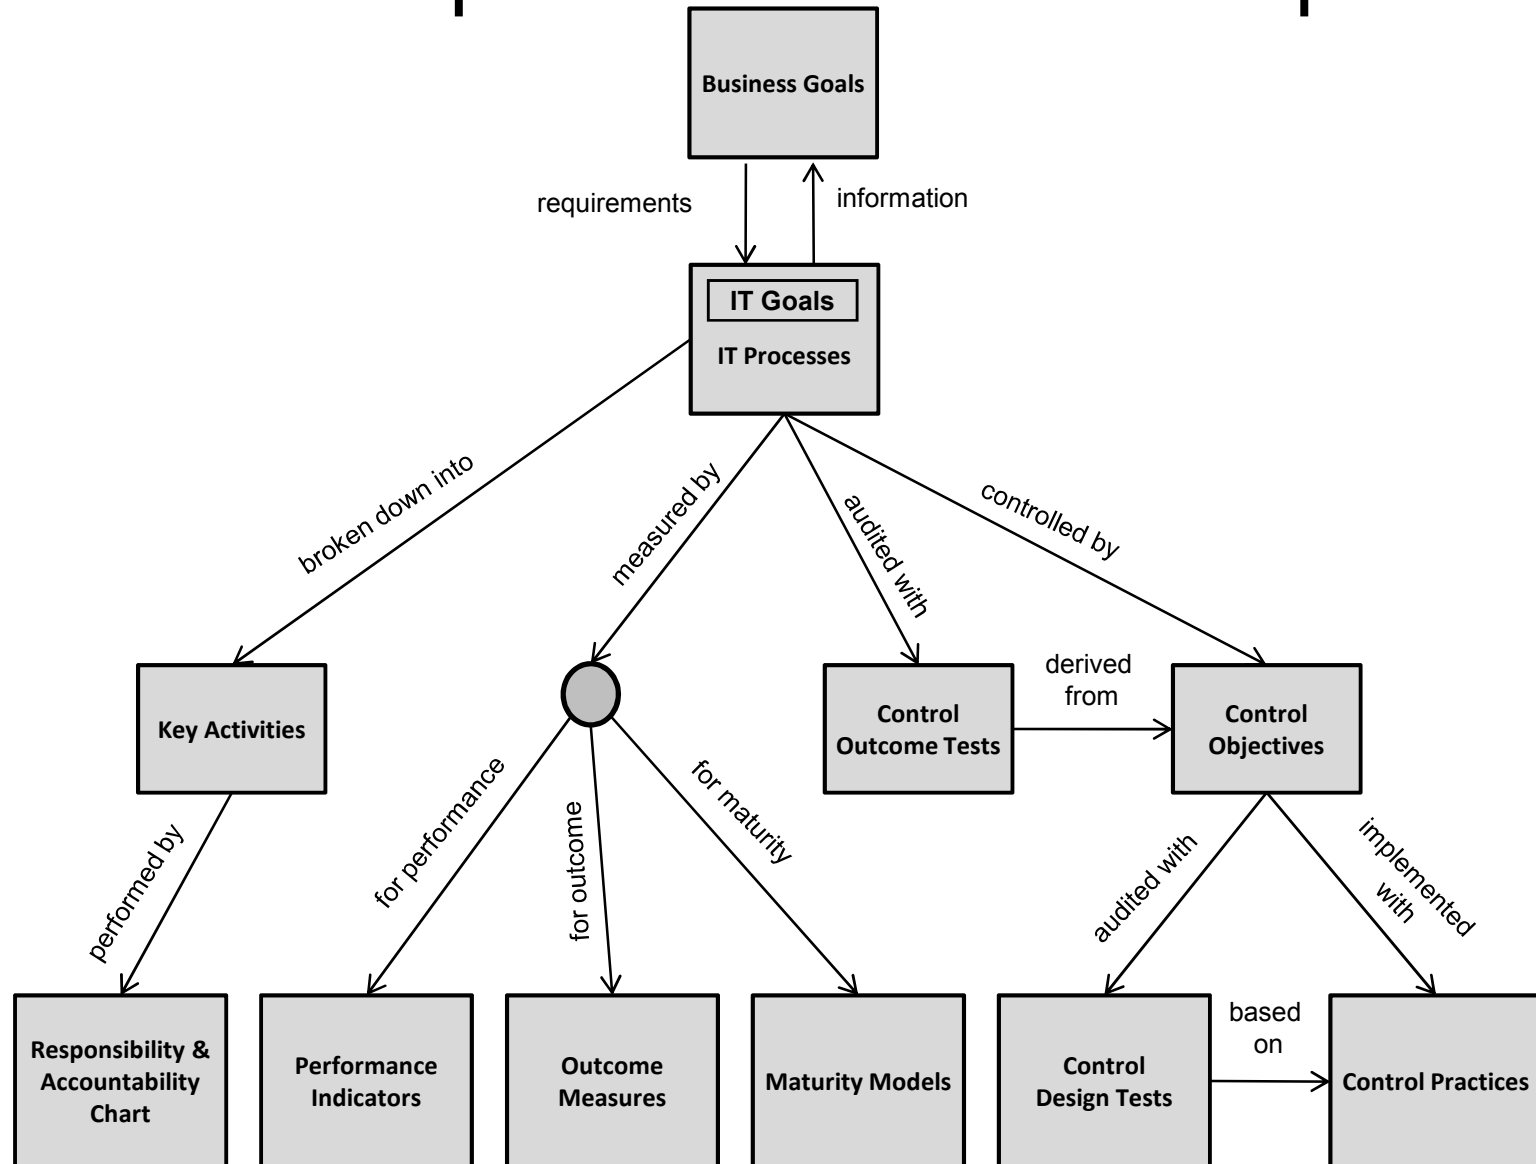 Business Goals
requirements
information
IT Goals
IT Processes
broken down into
measured by
audited with
controlled by
Key Activities
Control
Outcome Tests
derived
from
Control
Objectives
performed by
for performance
for outcome
for maturity
audited with
implemented
with
Responsibility &
Accountability
Chart
Performance
Indicators
Outcome
Measures
Maturity Models
Control
Design Tests
based
on
Control Practices